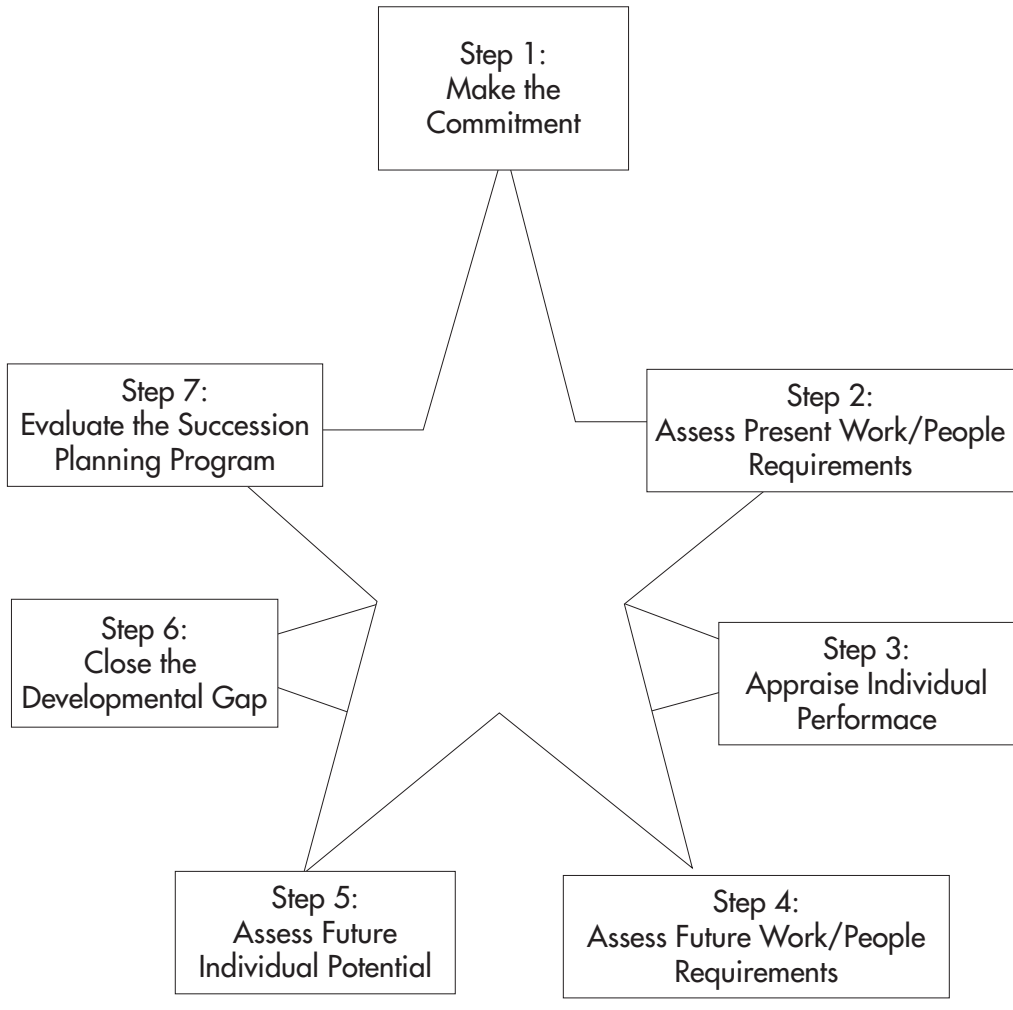 Step 1:
Make the
Commitment
Step 2:
Assess Present Work/People
Requirements
Step 3:
Appraise Individual
Performace
Step 4:
Assess Future Work/People
Requirements
Step 5:
Assess Future
Individual Potential
Step 6:
Close the
Developmental Gap
Step 7:
Evaluate the Succession
Planning Program